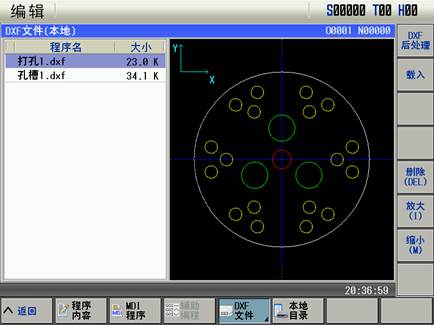 编辑
S00000 T00 H00
DXF文件(本地)
O0001 N00000
程序名 大小
打孔1.dxf 23.0 K
孔槽1.dxf 34.1 K
Y
X
DXF
后处理
载入
删除
(DEL)
放大
(I)
缩小
(M)
20:36:59
返回
程序
内容
MDI
MDI
程序
辅助
编程
DXF
文件
本地
目录